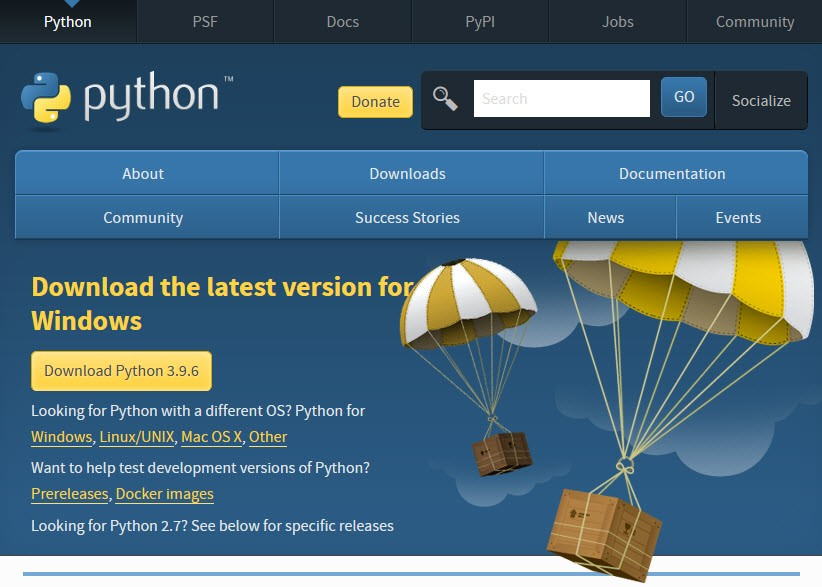 Python PSF Docs PyPI Jobs Community
python™
Donate Search GO Socialize
About Downloads Documentation
Community Success Stories News Events
Download the latest version for
Windows
Download Python 3.9.6
Looking for Python with a different OS? Python for
Windows, Linux/UNIX, Mac OS X, Other
Want to help test development versions of Python?
Prereleases, Docker images
Looking for Python 2.7? See below for specific releases